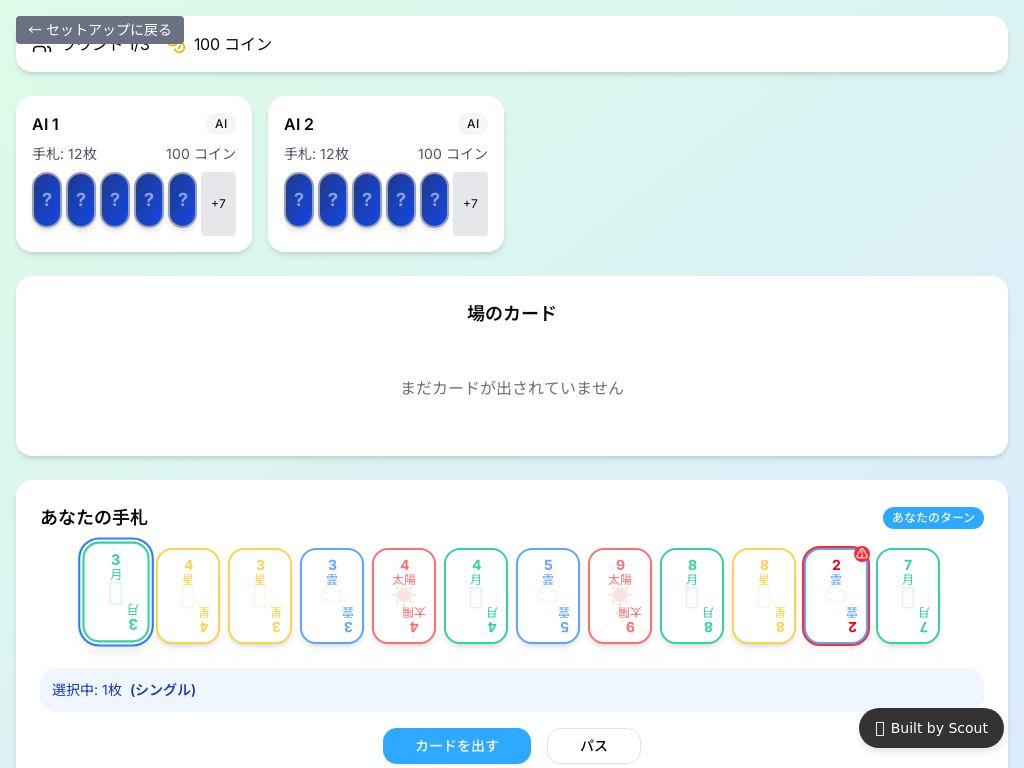 ← セットアップに戻る
ラウンド 1/3 100 コイン
AI 1 AI
手札: 12枚 100 コイン
? ? ? ? ? +7
AI 2 AI
手札: 12枚 100 コイン
? ? ? ? ? +7
場のカード
まだカードが出されていません
あなたの手札 あなたのターン
3 月 月 3
4 星 星 4
3 星 星 3
3 雲 雲 3
4 太陽 太陽 4
4 月 月 4
5 雲 雲 5
9 太陽 太陽 9
8 月 月 8
8 星 星 8
2 雲 雲 2
7 月 月 7
選択中: 1枚 (シングル)
カードを出す パス
Built by Scout